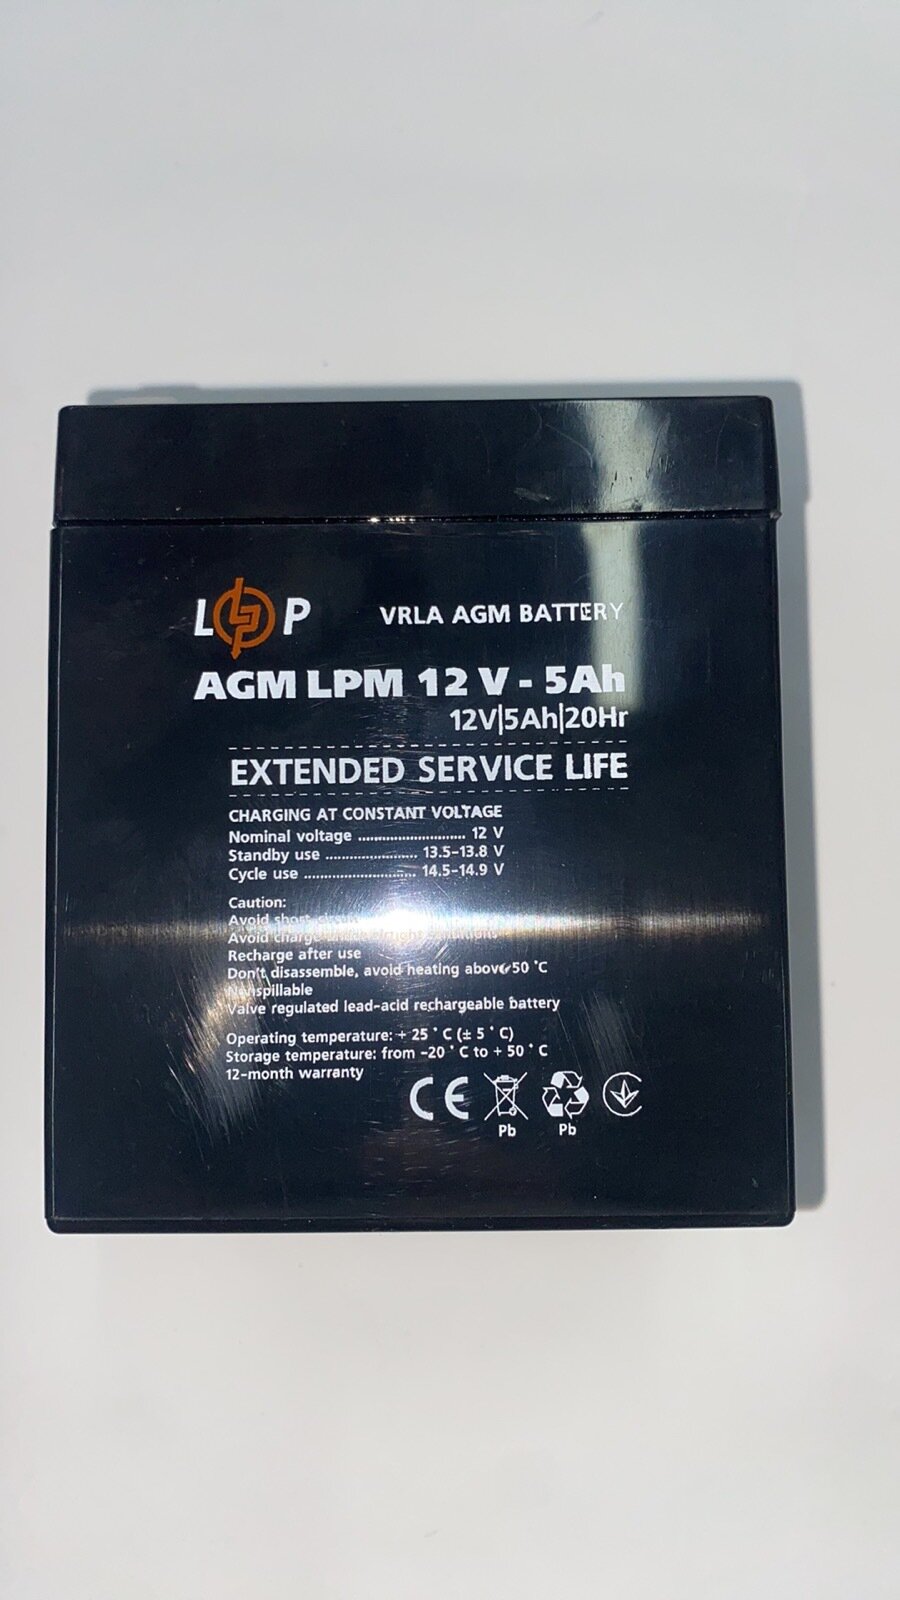 LP VRLA AGM BATTERY
AGM LPM 12 V - 5Ah
12V|5Ah|20Hr
EXTENDED SERVICE LIFE
CHARGING AT CONSTANT VOLTAGE
Nominal voltage ........................... 12 V
Standby use ....................... 13.5-13.8 V
Cycle use ............................ 14.5-14.9 V
Caution:
Avoid short
Avoid charge
Recharge after use
Don't disassemble, avoid heating above 50 °C
Nonspillable
Valve regulated lead-acid rechargeable battery
Operating temperature: + 25 ° C (± 5 ° C)
Storage temperature: from -20 ° C to + 50 ° C
12-month warranty
CE
Pb Pb